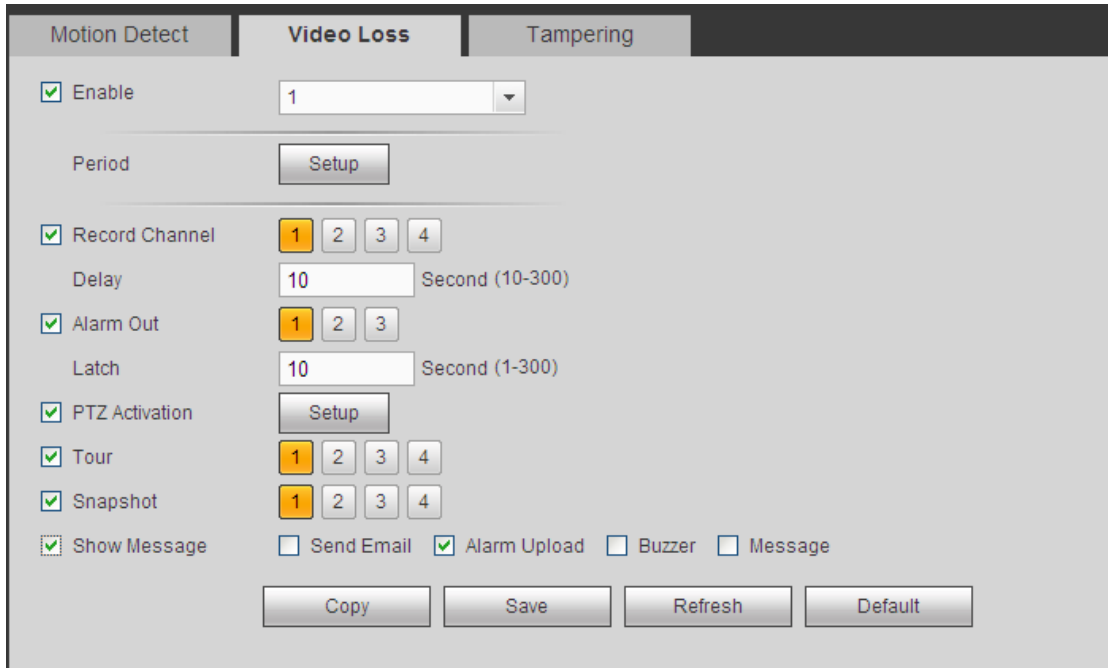 Motion Detect Video Loss Tampering
Enable 1
Period Setup
Record Channel 1 2 3 4
Delay 10 Second (10-300)
Alarm Out 1 2 3
Latch 10 Second (1-300)
PTZ Activation Setup
Tour 1 2 3 4
Snapshot 1 2 3 4
Show Message Send Email Alarm Upload Buzzer Message
Copy Save Refresh Default